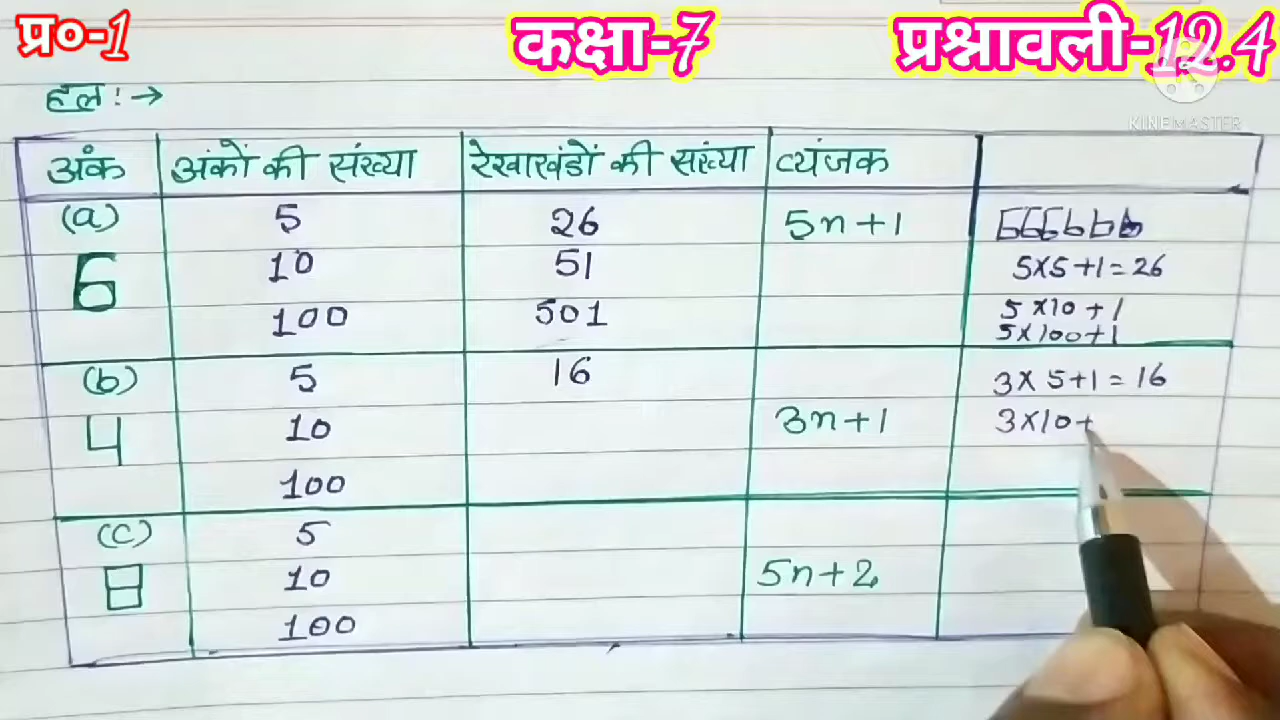 प्र०-1 कक्षा-7 प्रश्नावली-12.4
KINEMASTER
हल :→
अंक अंकों की संख्या रेखाखंडों की संख्या व्यंजक
(a) 5 26 5n+1 6666666
6 10 51 5×5+1=26
100 501 5×10+1
5×100+1
(b) 5 16 3×5+1=16
4 10 3n+1 3×10+
100
(c) 5
8 10 5n+2
100